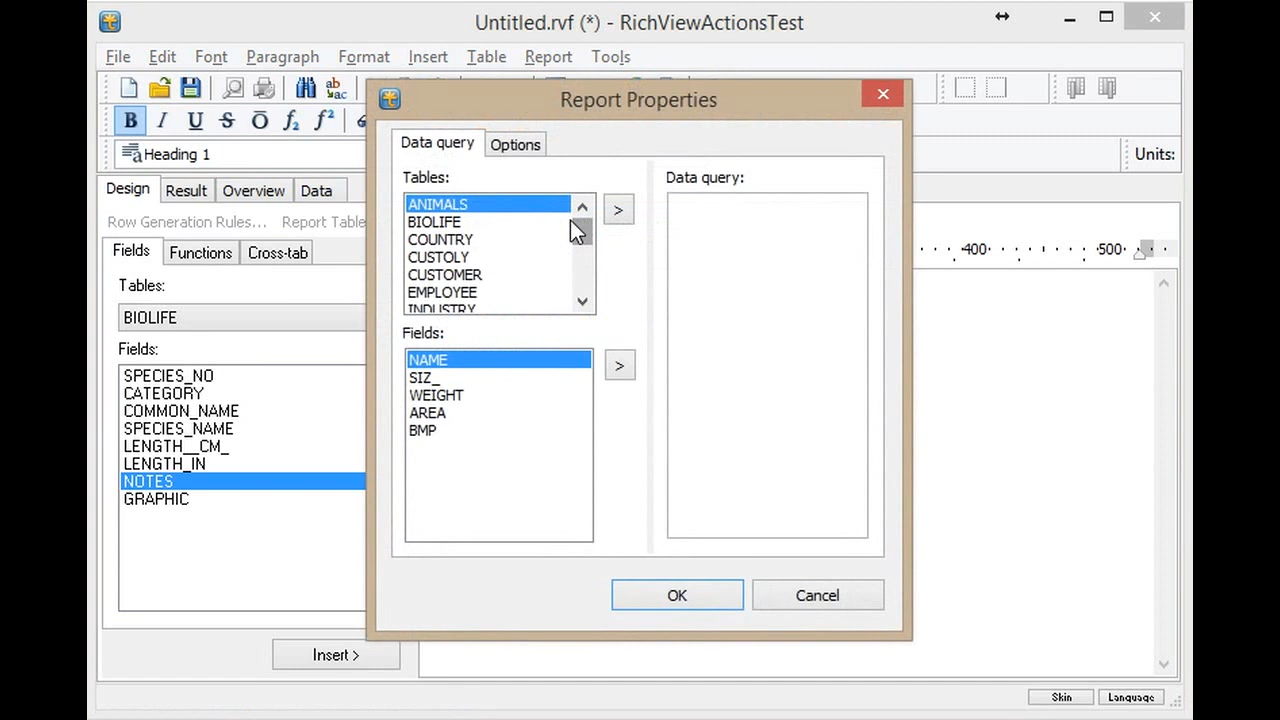 Untitled.rvf (*) - RichViewActionsTest
File Edit Font Paragraph Format Insert Table Report Tools
Report Properties
B I U S O f2 f2
Data query Options
Heading 1
Units:
Tables:
Data query:
Design Result Overview Data
ANIMALS
BIOLIFE
COUNTRY
CUSTOLY
CUSTOMER
EMPLOYEE
INDUSTRY
>
Row Generation Rules... Report Table
Fields Functions Cross-tab
400 500
Tables:
BIOLIFE
Fields:
SPECIES_NO
CATEGORY
COMMON_NAME
SPECIES_NAME
LENGTH__CM_
LENGTH_IN
NOTES
GRAPHIC
Fields:
NAME
SIZ_
WEIGHT
AREA
BMP
>
OK Cancel
Insert >
Skin Language